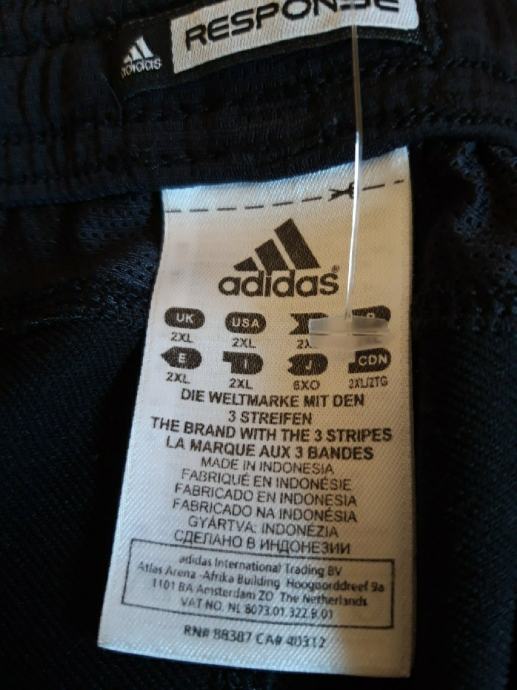 adidas
RESPONSE
adidas®
UK USA
2XL 2XL
E I J CDN
2XL 2XL 6XO 2XL/2TG
DIE WELTMARKE MIT DEN
3 STREIFEN
THE BRAND WITH THE 3 STRIPES
LA MARQUE AUX 3 BANDES
MADE IN INDONESIA
FABRIQUÉ EN INDONÉSIE
FABRICADO EN INDONESIA
FABRICADO NA INDONÉSIA
GYÁRTVA: INDONÉZIA
СДЕЛАНО В ИНДОНЕЗИИ
adidas International Trading BV
Atlas Arena -Afrika Building Hoogoorddreef 9a
1101 BA Amsterdam ZO The Netherlands
VAT NO. NL 8073.01.322.B.01
RN# 88387 CA# 40312